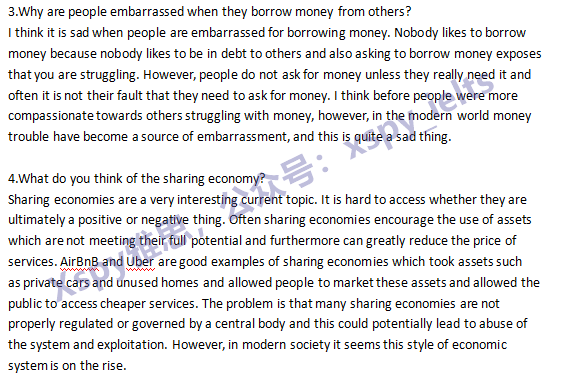 3.Why are people embarrassed when they borrow money from others?
I think it is sad when people are embarrassed for borrowing money. Nobody likes to borrow
money because nobody likes to be in debt to others and also asking to borrow money exposes
that you are struggling. However, people do not ask for money unless they really need it and
often it is not their fault that they need to ask for money. I think before people were more
compassionate towards others struggling with money, however, in the modern world money
trouble have become a source of embarrassment, and this is quite a sad thing.
4.What do you think of the sharing economy?
Sharing economies are a very interesting current topic. It is hard to access whether they are
ultimately a positive or negative thing. Often sharing economies encourage the use of assets
which are not meeting their full potential and furthermore can greatly reduce the price of
services. AirBnB and Uber are good examples of sharing economies which took assets such
as private cars and unused homes and allowed people to market these assets and allowed the
public to access cheaper services. The problem is that many sharing economies are not
properly regulated or governed by a central body and this could potentially lead to abuse of
the system and exploitation. However, in modern society it seems this style of economic
system is on the rise.
Xspy雅思，公众号：xspy_ielts